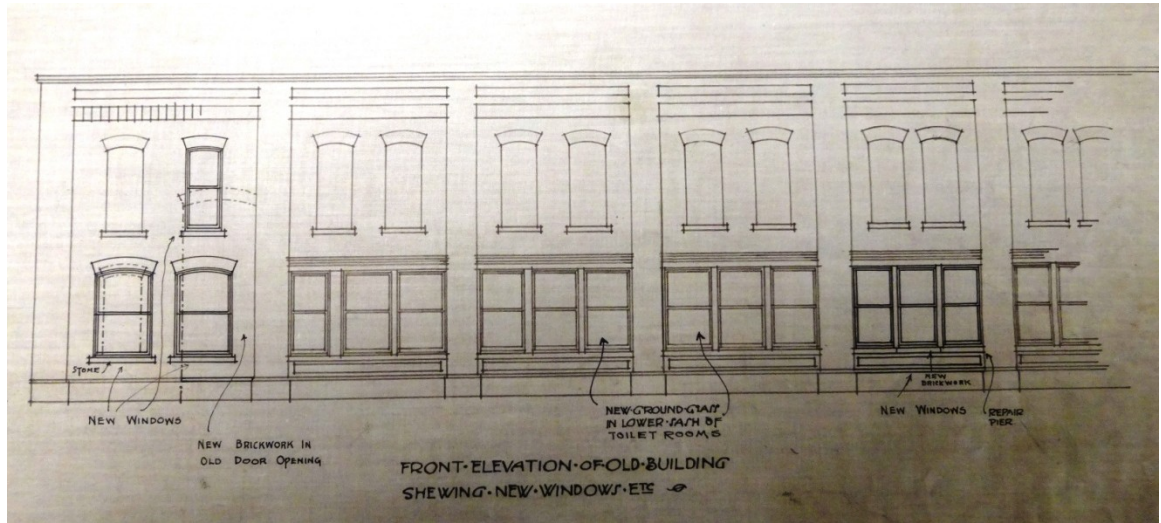 STONE
NEW WINDOWS
NEW BRICKWORK IN
OLD DOOR OPENING
NEW·GROUND·GLASS
IN LOWER·SASH OF
TOILET ROOMS
NEW
BRICKWORK
NEW WINDOWS
REPAIR
PIER
FRONT·ELEVATION·OF·OLD·BUILDING
SHEWING·NEW·WINDOWS·ETC